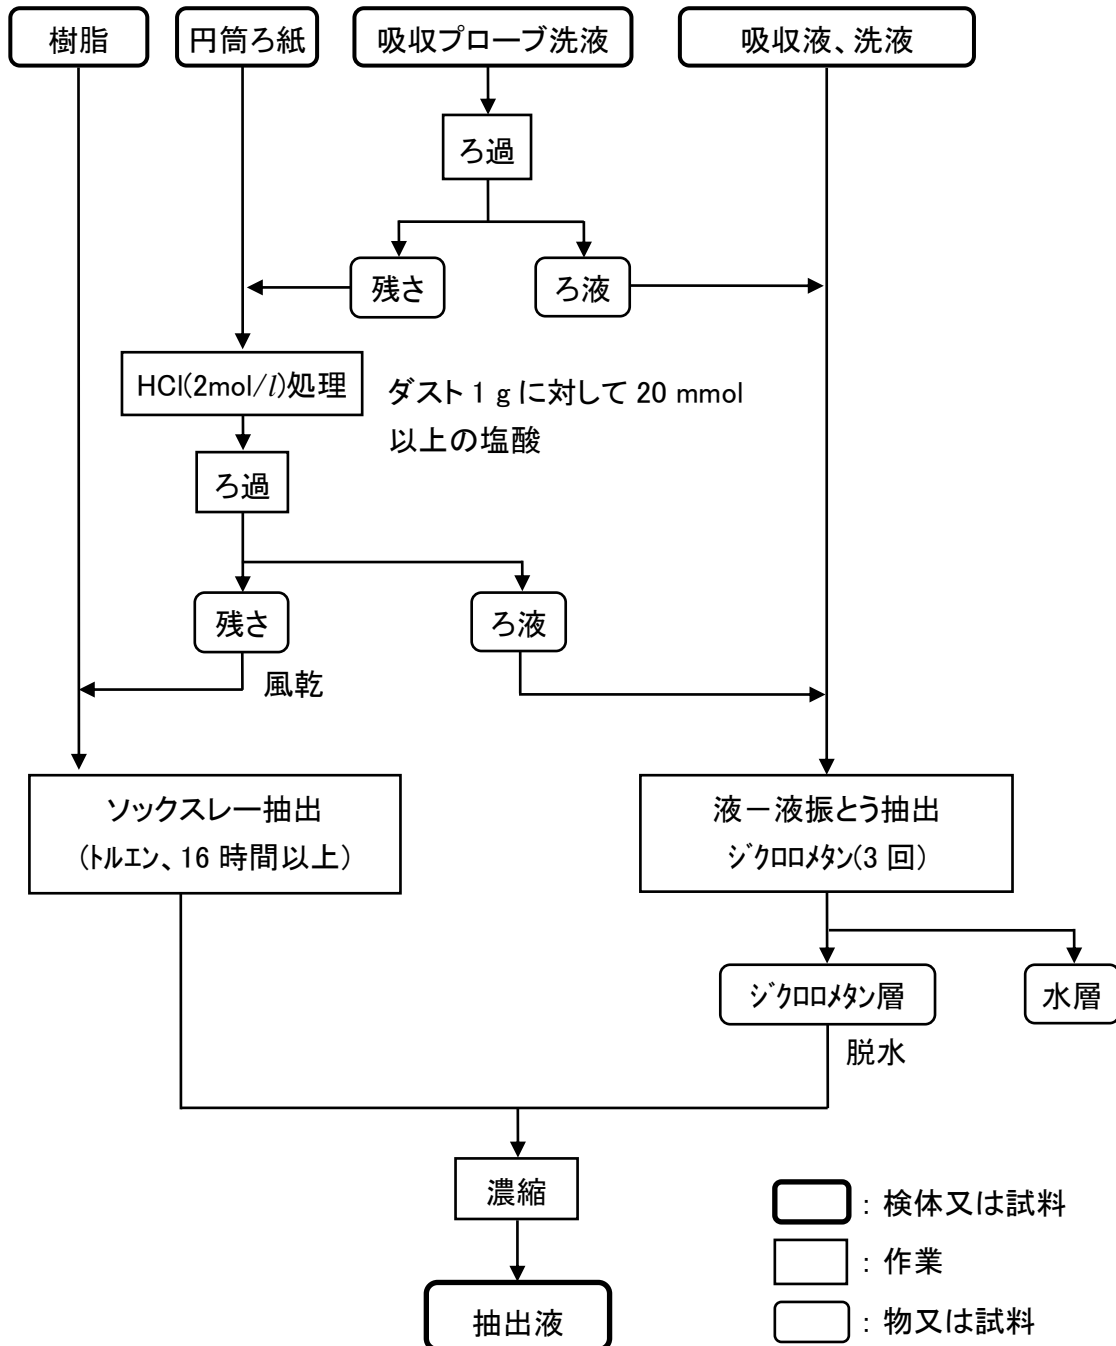 樹脂
円筒ろ紙
吸収プローブ洗液
吸収液、洗液
ろ過
残さ
ろ液
HCl(2mol/l)処理
ダスト 1 g に対して 20 mmol
以上の塩酸
ろ過
残さ
ろ液
風乾
ソックスレー抽出
(ﾄﾙｴﾝ、16 時間以上)
液－液振とう抽出
ｼﾞｸﾛﾛﾒﾀﾝ(3 回)
ｼﾞｸﾛﾛﾒﾀﾝ層
水層
脱水
濃縮
抽出液
：検体又は試料
：作業
：物又は試料